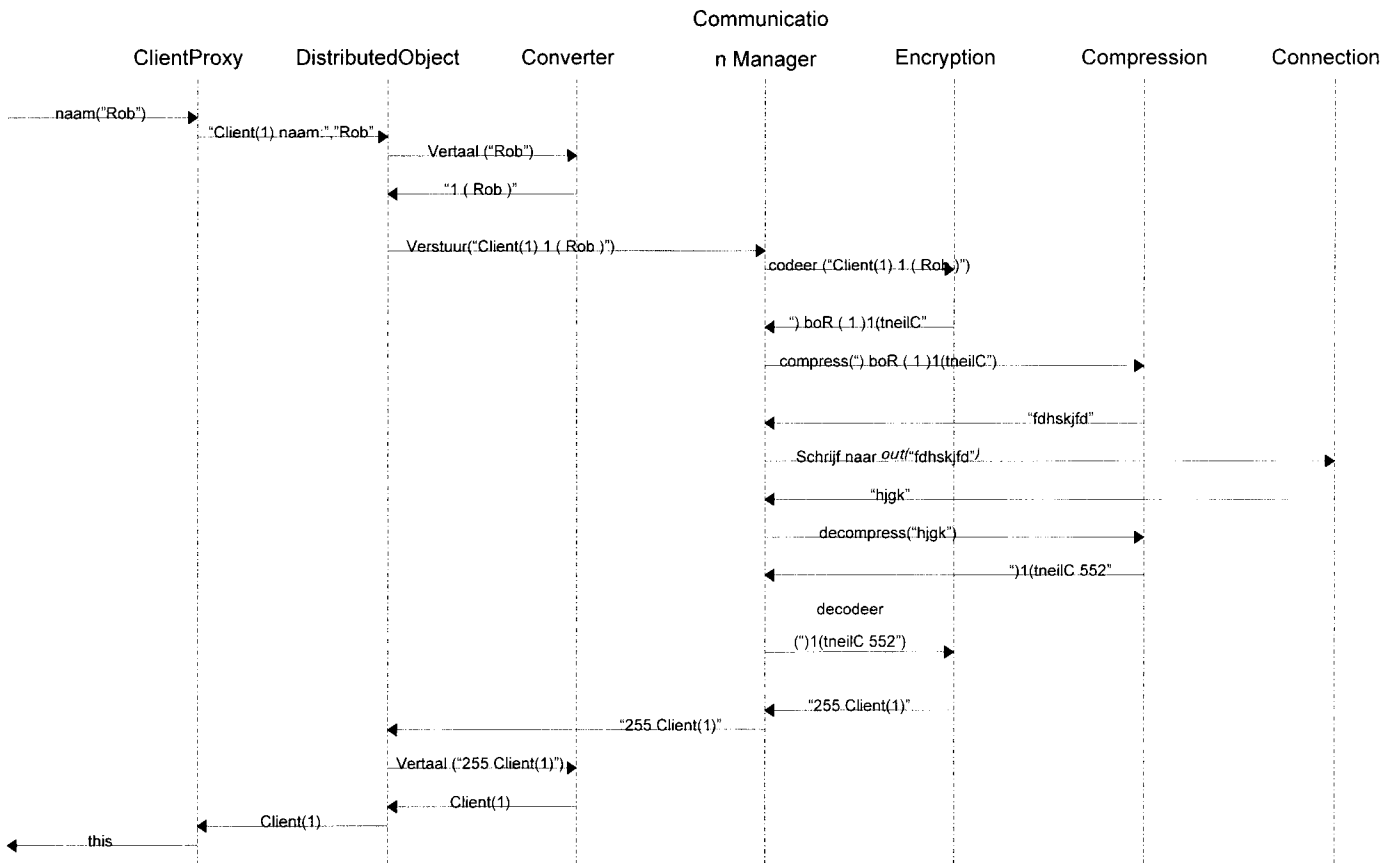 Communicatio
ClientProxy DistributedObject Converter n Manager Encryption Compression Connection
naam("Rob")
"Client(1) naam:","Rob"
Vertaal ("Rob")
"1 ( Rob )"
Verstuur("Client(1) 1 ( Rob )")
codeer ("Client(1) 1 ( Rob )")
") boR ( 1 )1(tneilC"
compress(") boR ( 1 )1(tneilC")
"fdhskjfd"
Schrijf naar out("fdhskjfd")
"hjgk"
decompress("hjgk")
")1(tneilC 552"
decodeer
(")1(tneilC 552")
"255 Client(1)"
"255 Client(1)"
Vertaal ("255 Client(1)")
Client(1)
Client(1)
this